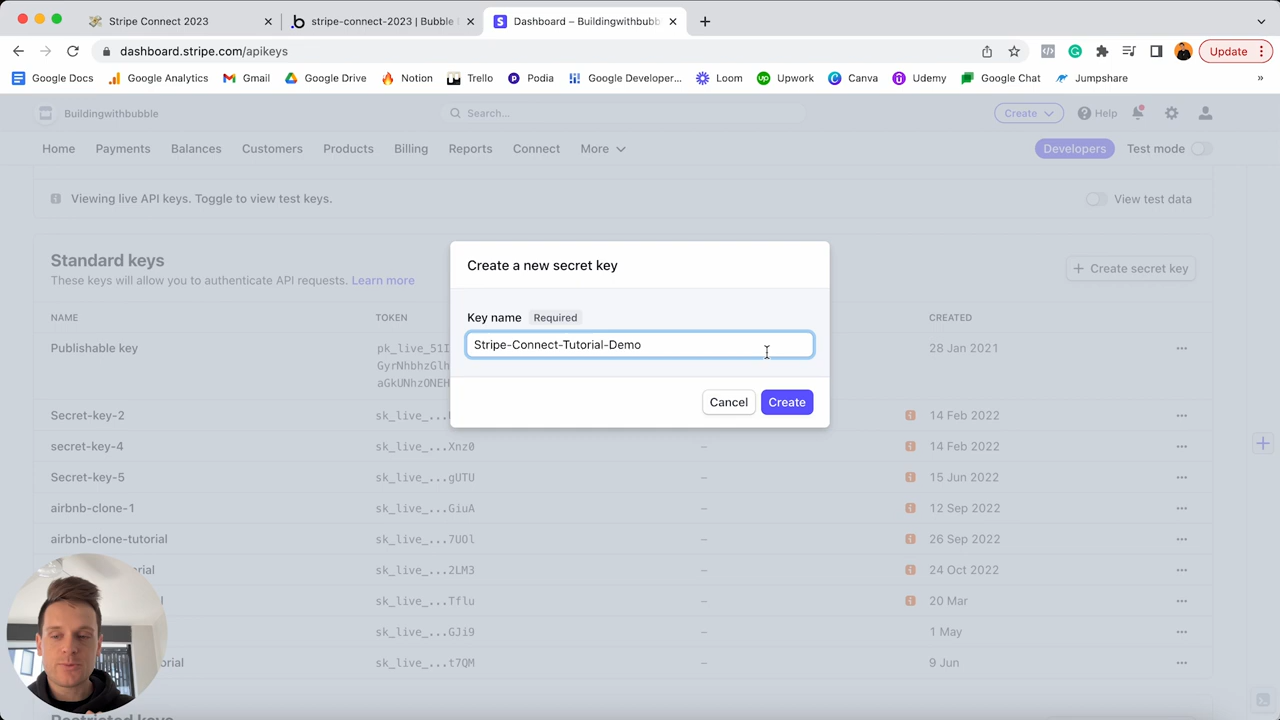 Stripe Connect 2023
stripe-connect-2023 | Bubble
Dashboard – Buildingwithbubb
dashboard.stripe.com/apikeys
Update
Google Docs
Google Analytics
Gmail
Google Drive
Notion
Trello
Podia
Google Developer...
Loom
Upwork
Canva
Udemy
Google Chat
Jumpshare
»
Buildingwithbubble
Search...
Create
Help
Home
Payments
Balances
Customers
Products
Billing
Reports
Connect
More
Developers
Test mode
Viewing live API keys. Toggle to view test keys.
View test data
Standard keys
These keys will allow you to authenticate API requests. Learn more
+ Create secret key
Create a new secret key
Key name Required
Stripe-Connect-Tutorial-Demo
Cancel
Create
NAME
TOKEN
CREATED
Publishable key
pk_live_51I
GyrNhbhzGlh
aGkUNhzONEH
28 Jan 2021
Secret-key-2
sk_live_...
14 Feb 2022
secret-key-4
sk_live_...Xnz0
–
14 Feb 2022
Secret-key-5
sk_live_...gUTU
–
15 Jun 2022
airbnb-clone-1
sk_live_...GiuA
–
12 Sep 2022
airbnb-clone-tutorial
sk_live_...7UOl
–
26 Sep 2022
rial
sk_live_...2LM3
–
24 Oct 2022
sk_live_...Tflu
–
20 Mar
sk_live_...GJi9
–
1 May
orial
sk_live_...t7QM
–
9 Jun
Restricted keys